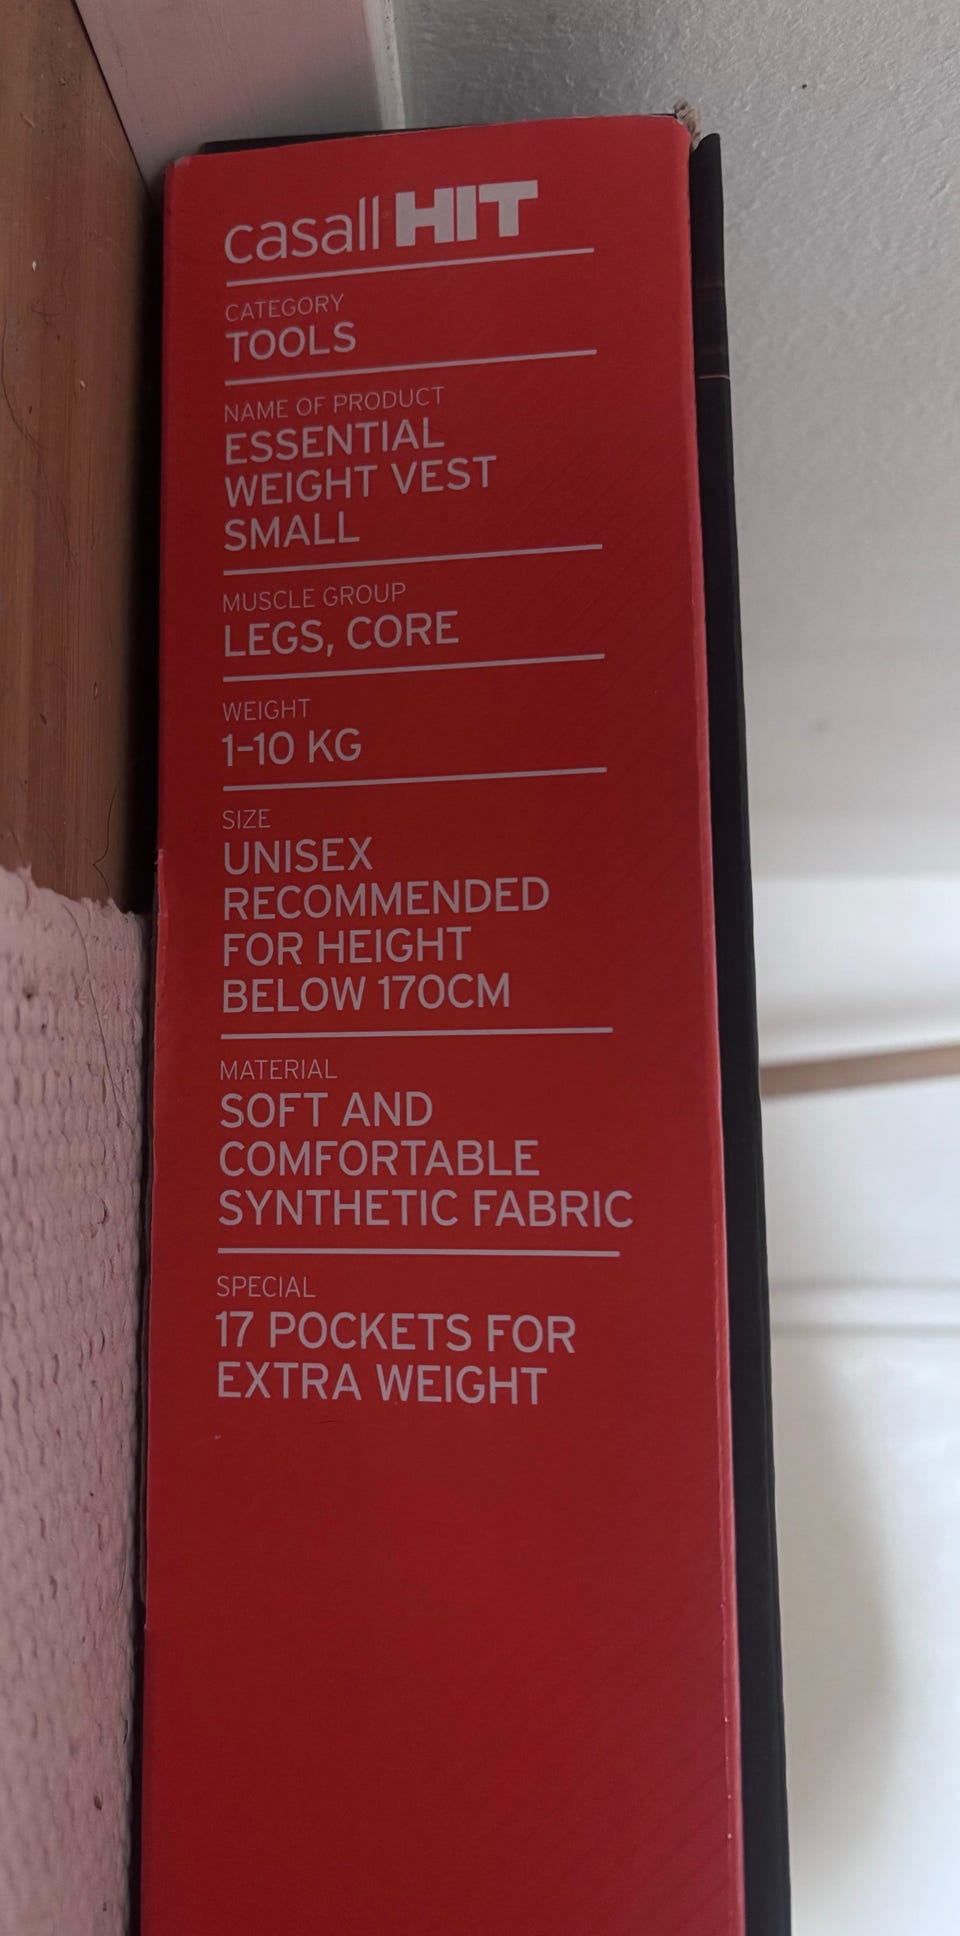 casall HIT
CATEGORY
TOOLS
NAME OF PRODUCT
ESSENTIAL
WEIGHT VEST
SMALL
MUSCLE GROUP
LEGS, CORE
WEIGHT
1-10 KG
SIZE
UNISEX
RECOMMENDED
FOR HEIGHT
BELOW 170CM
MATERIAL
SOFT AND
COMFORTABLE
SYNTHETIC FABRIC
SPECIAL
17 POCKETS FOR
EXTRA WEIGHT